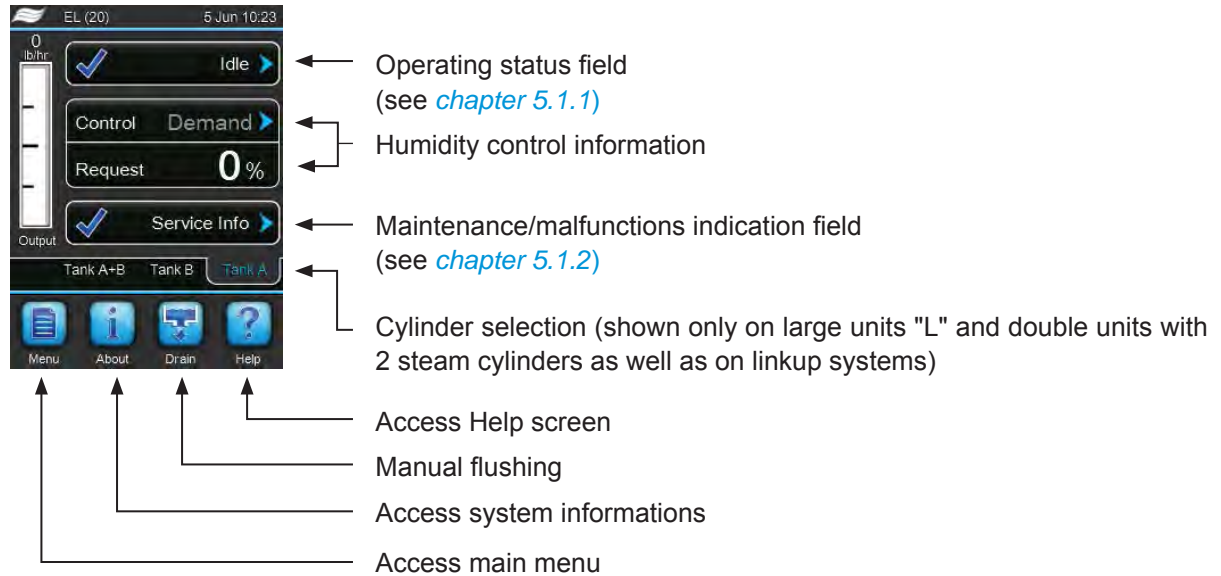 EL (20) 5 Jun 10:23
0
lb/hr
Idle
Control Demand
Request 0 %
Service Info
Output
Tank A+B Tank B Tank A
Menu About Drain Help
Operating status field
(see chapter 5.1.1)
Humidity control information
Maintenance/malfunctions indication field
(see chapter 5.1.2)
Cylinder selection (shown only on large units "L" and double units with
2 steam cylinders as well as on linkup systems)
Access Help screen
Manual flushing
Access system informations
Access main menu